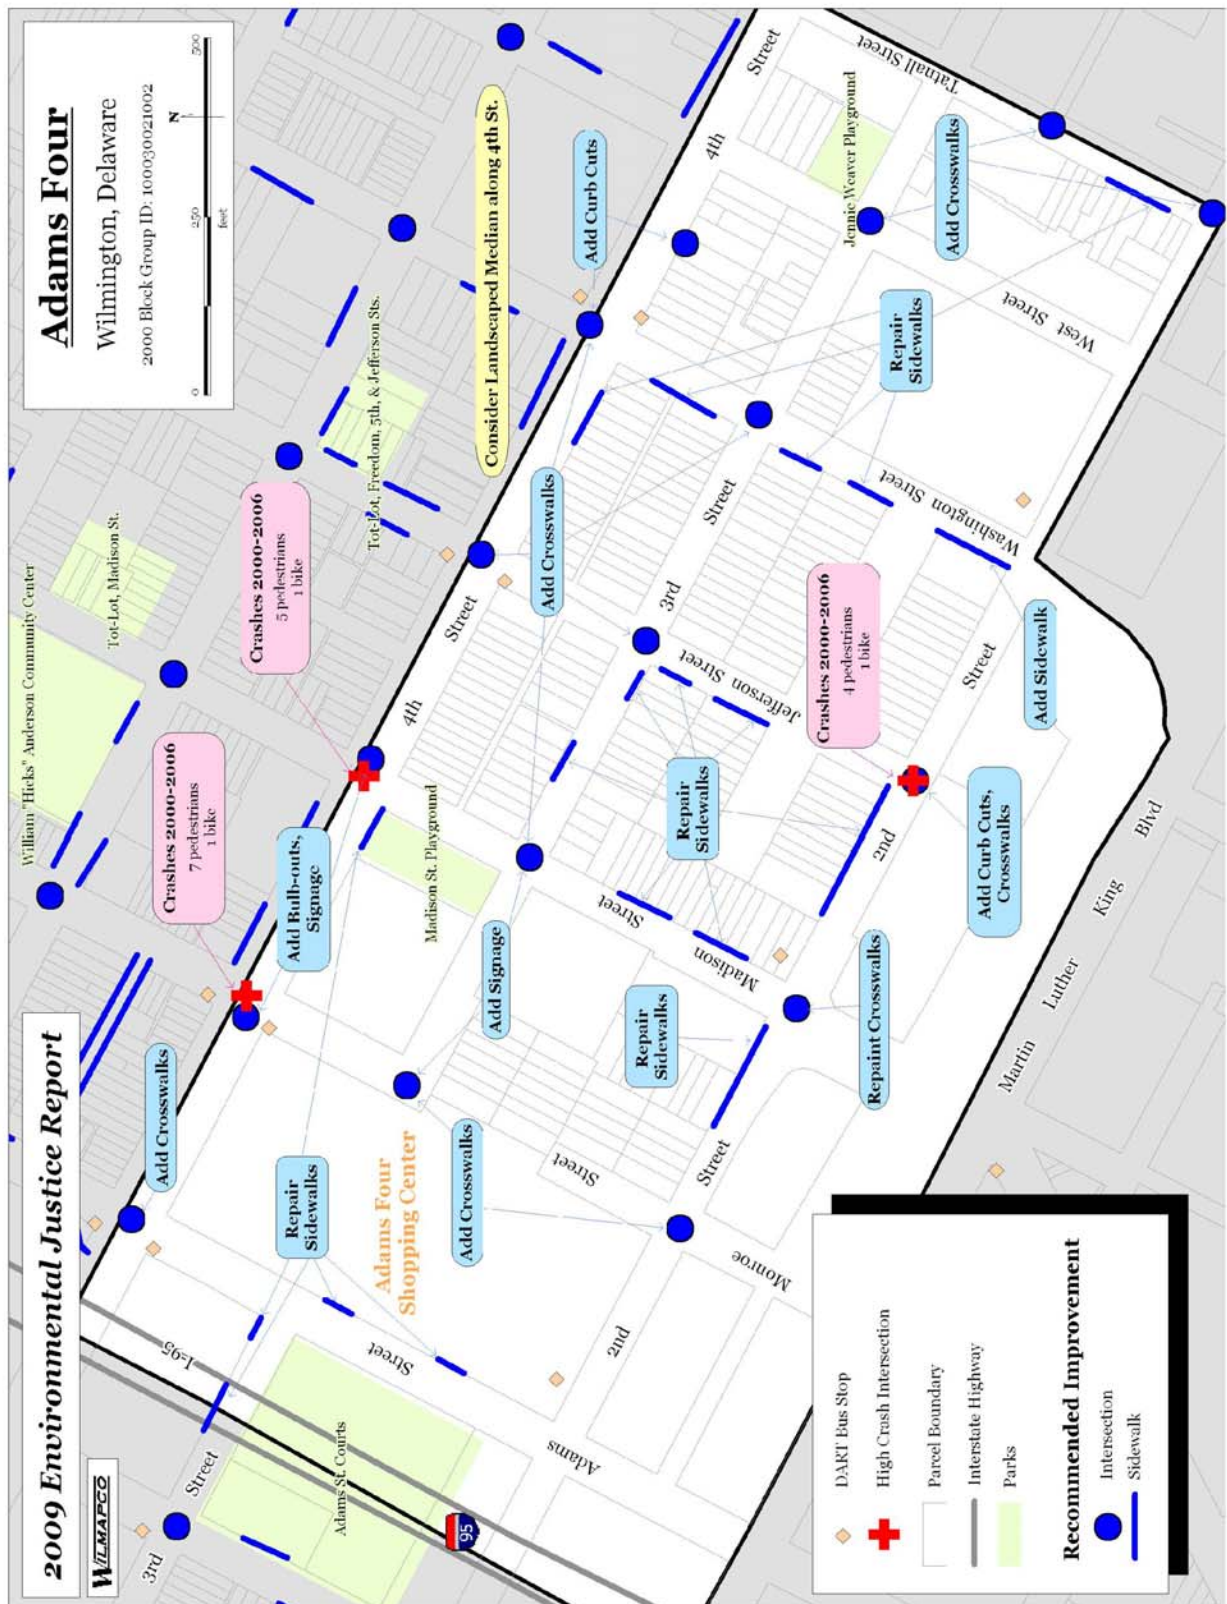 2009 Environmental Justice Report
WILMAPCO
Adams Four
Wilmington, Delaware
2000 Block Group ID: 100030021002
0
250
500
feet
N
William "Hicks" Anderson Community Center
Tot-Lot, Madison St.
Tot-Lot, Freedom, 5th, & Jefferson Sts.
Crashes 2000-2006
7 pedestrians
1 bike
Crashes 2000-2006
5 pedestrians
1 bike
Consider Landscaped Median along 4th St.
Add Crosswalks
Add Bulb-outs,
Signage
Add Curb Cuts
I-95
3rd
Street
4th
Street
4th
Street
Repair
Sidewalks
Adams Four
Shopping Center
Madison St. Playground
Add Crosswalks
Adams St. Courts
Street
Adams
95
Add Crosswalks
Add Signage
Street
Monroe
Street
Madison
3rd
Street
Jefferson Street
Jennie Weaver Playground
Tatnall Street
Add Crosswalks
Repair
Sidewalks
West Street
Washington Street
Repair
Sidewalks
Repair
Sidewalks
2nd
Street
2nd
Street
Crashes 2000-2006
4 pedestrians
1 bike
Repaint Crosswalks
Add Curb Cuts,
Crosswalks
Add Sidewalk
Martin
Luther
King
Blvd
DART Bus Stop
High Crash Intersection
Parcel Boundary
Interstate Highway
Parks
Recommended Improvement
Intersection
Sidewalk